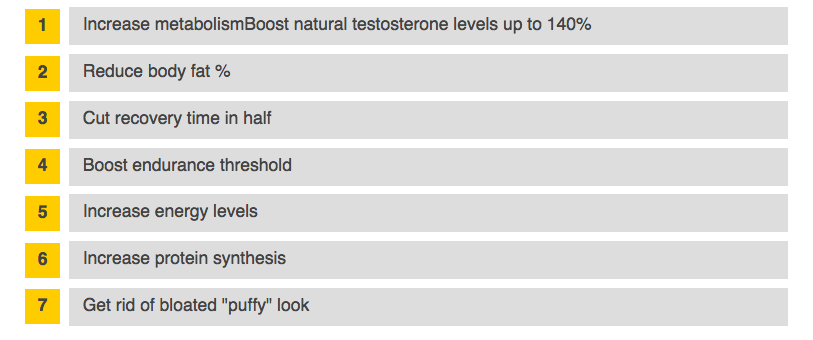 1 Increase metabolismBoost natural testosterone levels up to 140%
2 Reduce body fat %
3 Cut recovery time in half
4 Boost endurance threshold
5 Increase energy levels
6 Increase protein synthesis
7 Get rid of bloated "puffy" look